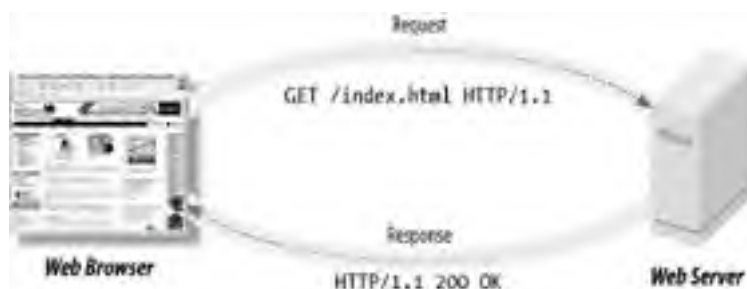 Request
GET /index.html HTTP/1.1
Response
Web Browser
HTTP/1.1 200 OK
Web Server